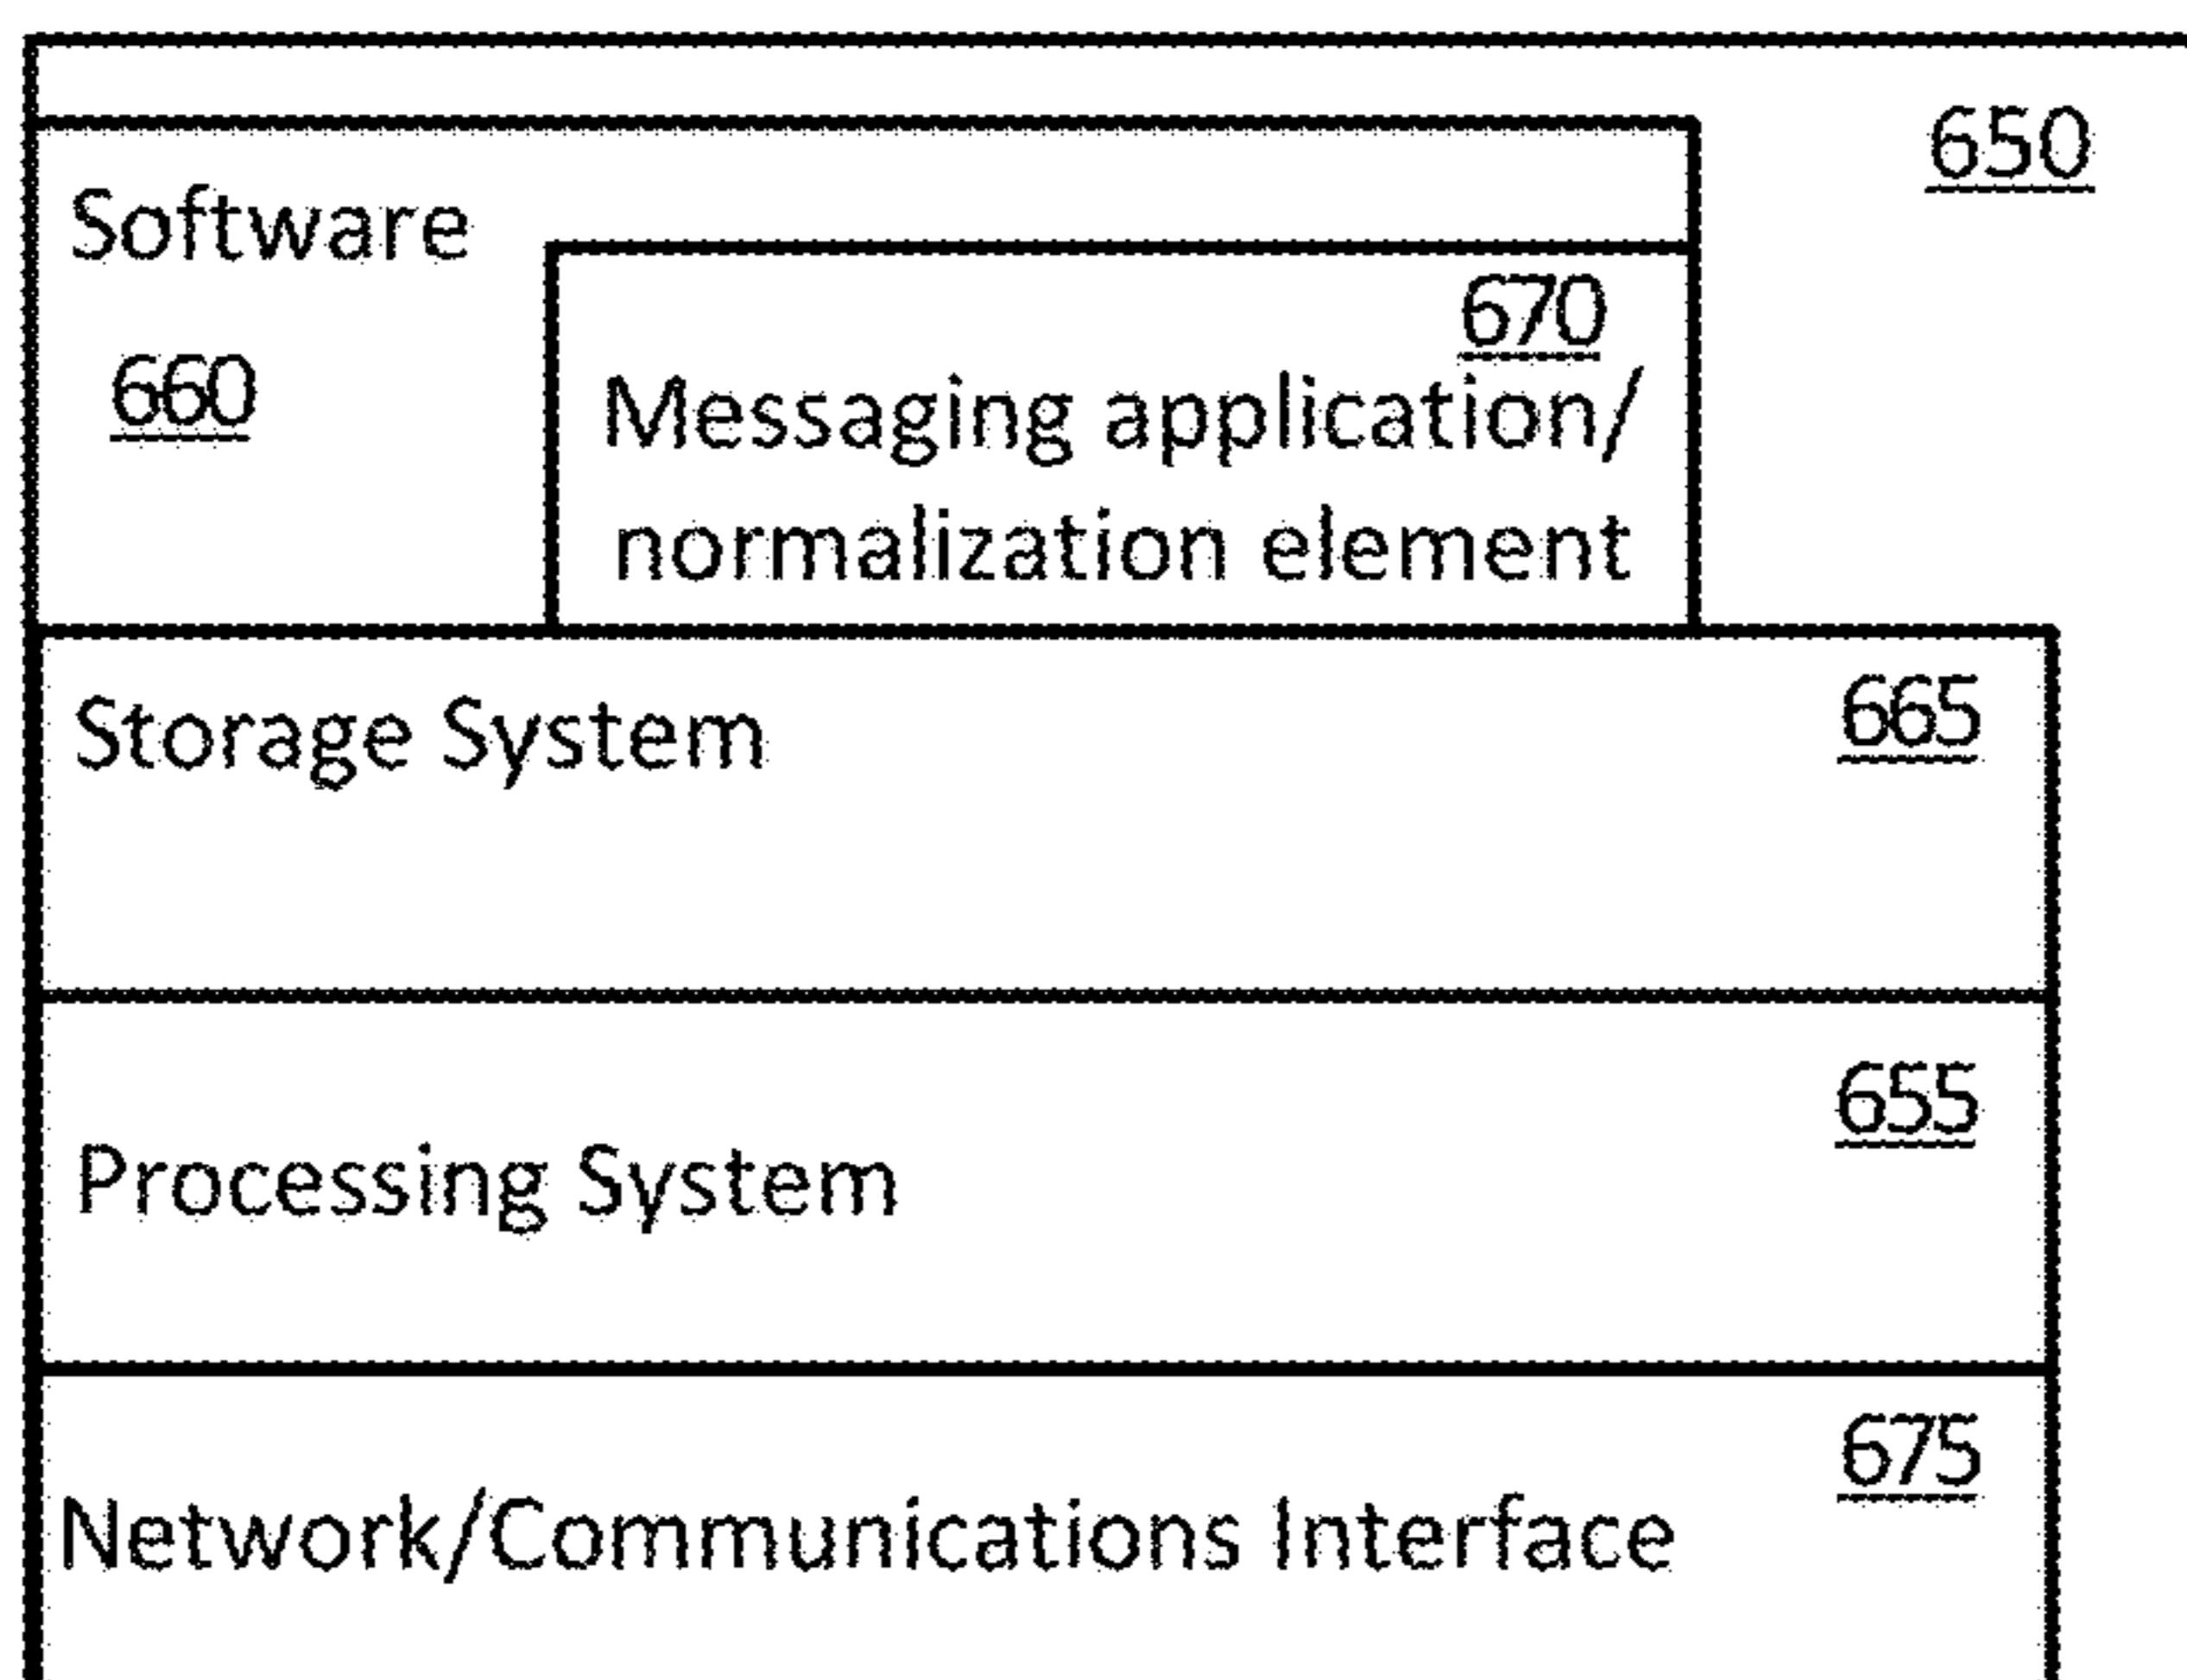 650
Software
660
670
Messaging application/
normalization element
Storage System
665
655
Processing System
675
Network/Communications Interface